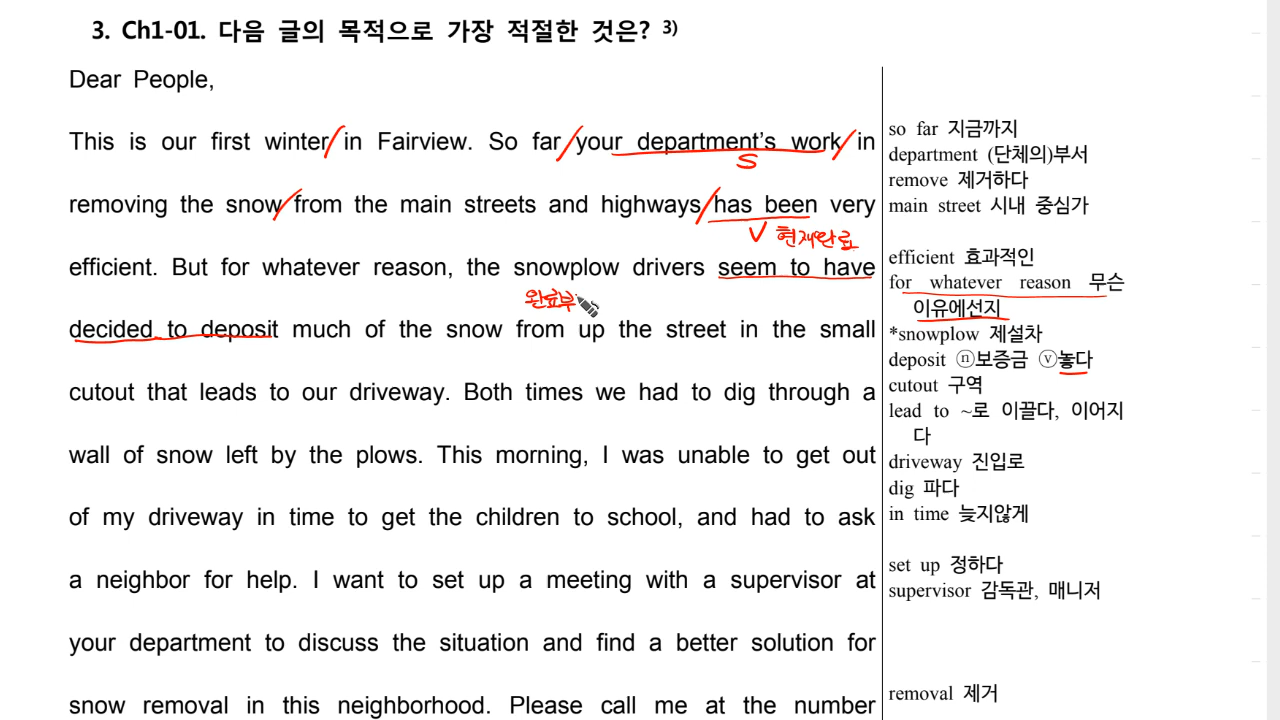 3. Ch1-01. 다음 글의 목적으로 가장 적절한 것은? 3)
Dear People,
This is our first winter in Fairview. So far your department's work in
S
removing the snow from the main streets and highways has been very
V 현재완료
efficient. But for whatever reason, the snowplow drivers seem to have
완료부
decided to deposit much of the snow from up the street in the small
cutout that leads to our driveway. Both times we had to dig through a
wall of snow left by the plows. This morning, I was unable to get out
of my driveway in time to get the children to school, and had to ask
a neighbor for help. I want to set up a meeting with a supervisor at
your department to discuss the situation and find a better solution for
snow removal in this neighborhood. Please call me at the number
so far 지금까지
department (단체의)부서
remove 제거하다
main street 시내 중심가
efficient 효과적인
for whatever reason 무슨
이유에선지
*snowplow 제설차
deposit ⓝ보증금 ⓥ놓다
cutout 구역
lead to ~로 이끌다, 이어지
다
driveway 진입로
dig 파다
in time 늦지않게
set up 정하다
supervisor 감독관, 매니저
removal 제거